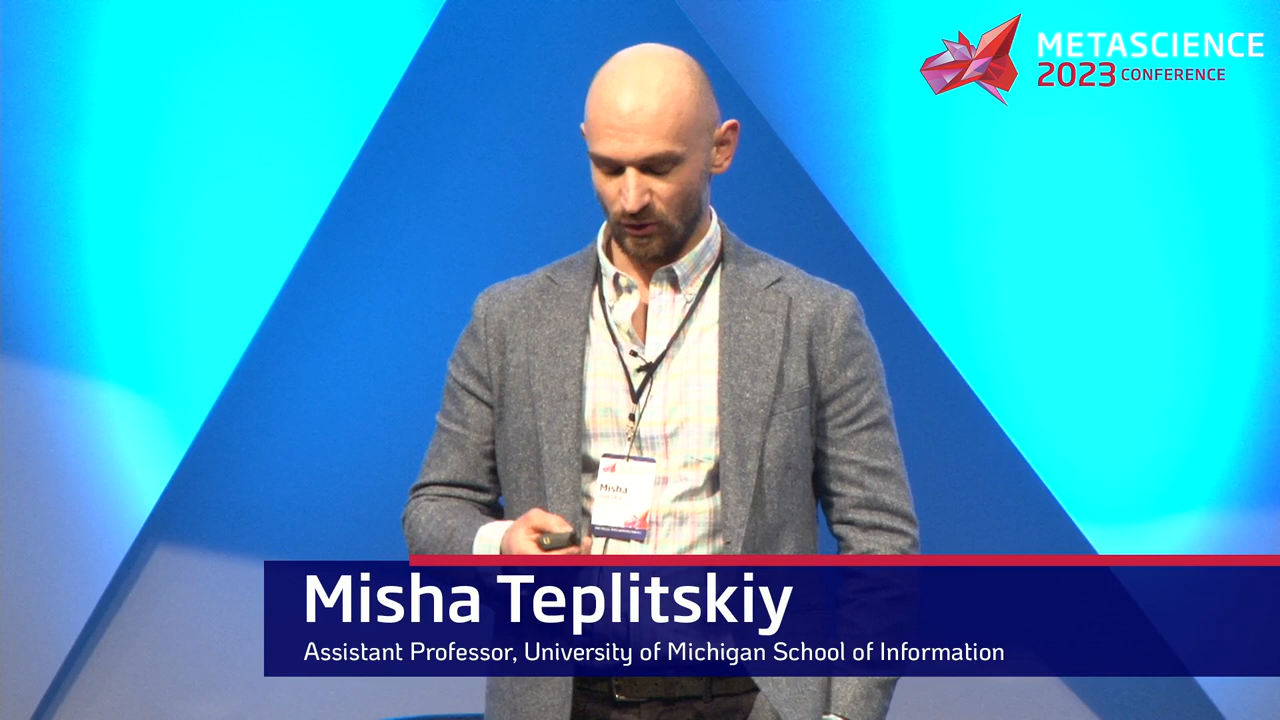 METASCIENCE
2023 CONFERENCE
Misha
Misha Teplitskiy
Assistant Professor, University of Michigan School of Information